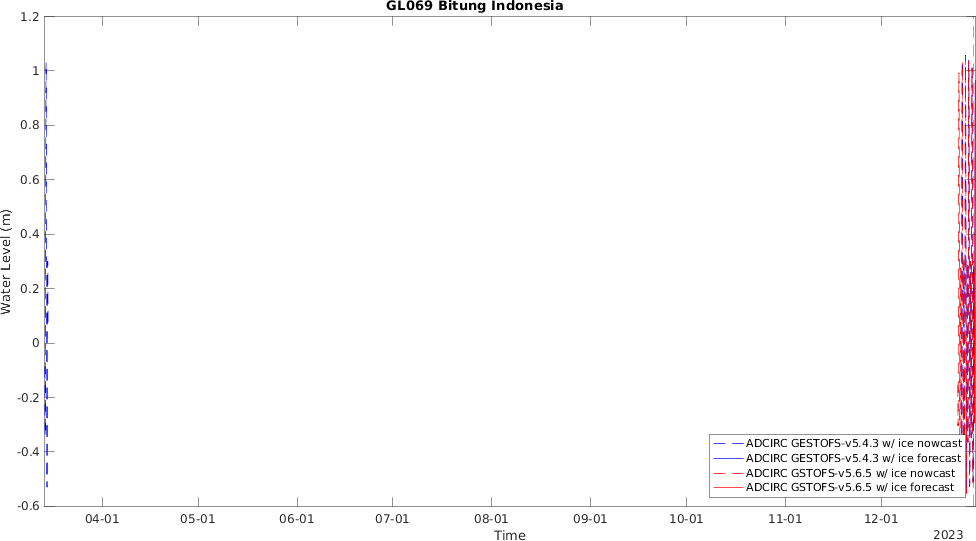 GL069 Bitung Indonesia
1.2
1
0.8
0.6
0.4
0.2
0
-0.2
-0.4
-0.6
Water Level (m)
ADCIRC GESTOFS-v5.4.3 w/ ice nowcast
ADCIRC GESTOFS-v5.4.3 w/ ice forecast
ADCIRC GSTOFS-v5.6.5 w/ ice nowcast
ADCIRC GSTOFS-v5.6.5 w/ ice forecast
04-01 05-01 06-01 07-01 08-01 09-01 10-01 11-01 12-01
Time
2023